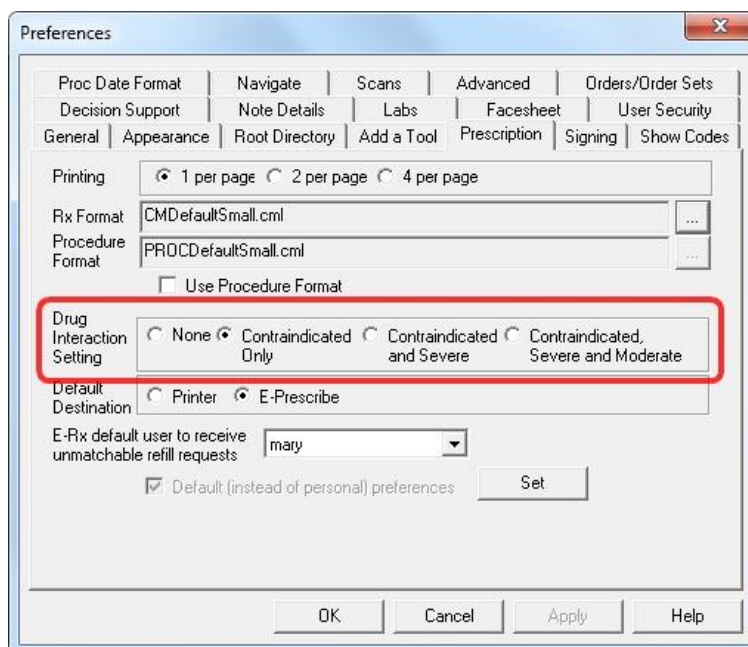 Preferences
X
Proc Date Format Navigate Scans Advanced Orders/Order Sets
Decision Support Note Details Labs Facesheet User Security
General Appearance Root Directory Add a Tool Prescription Signing Show Codes
Printing 1 per page 2 per page 4 per page
Rx Format CMDefaultSmall.cml ...
Procedure
Format PROCDefaultSmall.cml ...
Use Procedure Format
Drug
Interaction
Setting
None Contraindicated
Only
Contraindicated
and Severe
Contraindicated,
Severe and Moderate
Default
Destination
Printer E-Prescribe
E-Rx default user to receive
unmatchable refill requests
mary
Default (instead of personal) preferences Set
OK Cancel Apply Help